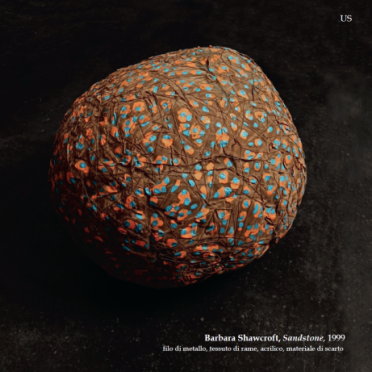 US
Barbara Shawcroft, Sandstone, 1999
filo di metallo, tessuto di rame, acrilico, materiale di scarto